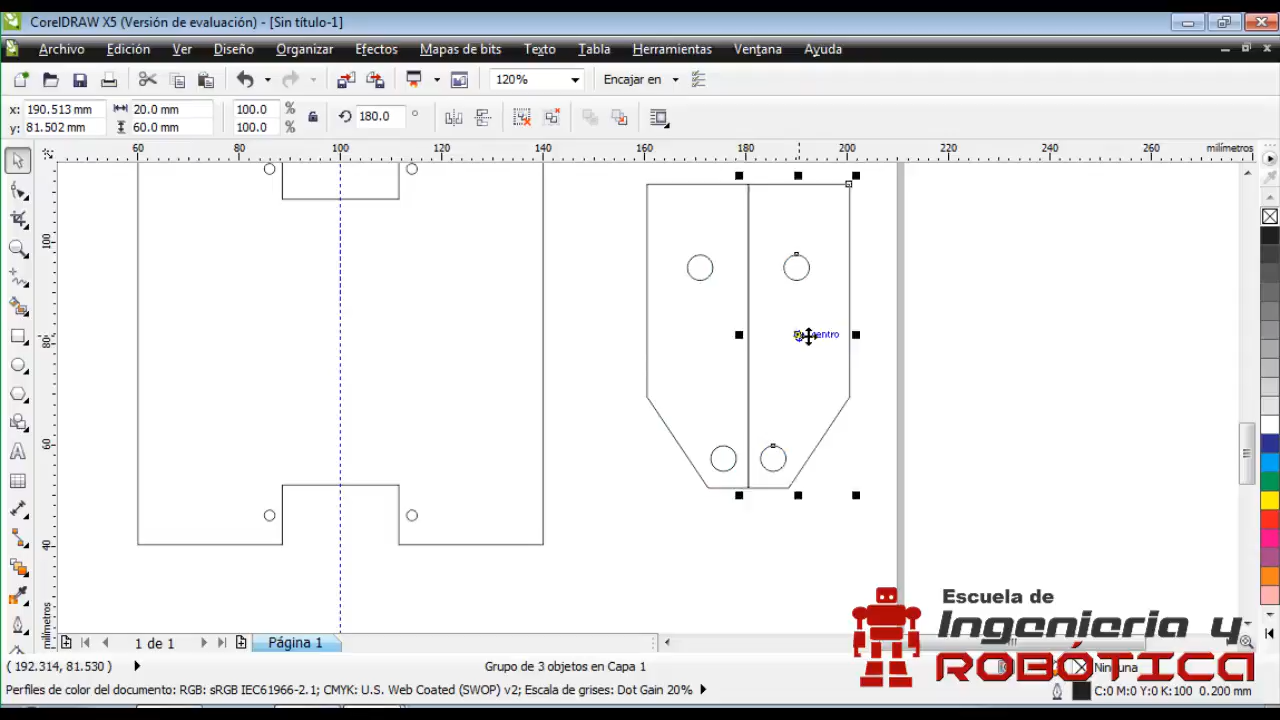 CorelDRAW X5 (Versión de evaluación) - [Sin título-1]
Archivo Edición Ver Diseño Organizar Efectos Mapas de bits Texto Tabla Herramientas Ventana Ayuda
120% Encajar en
x: 190.513 mm 20.0 mm 100.0 %
y: 81.502 mm 60.0 mm 100.0 %
180.0 °
60 80 100 120 140 160 180 200 220 240 260 milímetros
100
80
60
40
milímetros
centro
1 de 1 Página 1
( 192.314, 81.530 ) Grupo de 3 objetos en Capa 1 Ninguna
Perfiles de color del documento: RGB: sRGB IEC61966-2.1; CMYK: U.S. Web Coated (SWOP) v2; Escala de grises: Dot Gain 20% C:0 M:0 Y:0 K:100 0.200 mm
Escuela de
Ingenieria y
ROBÓTICA